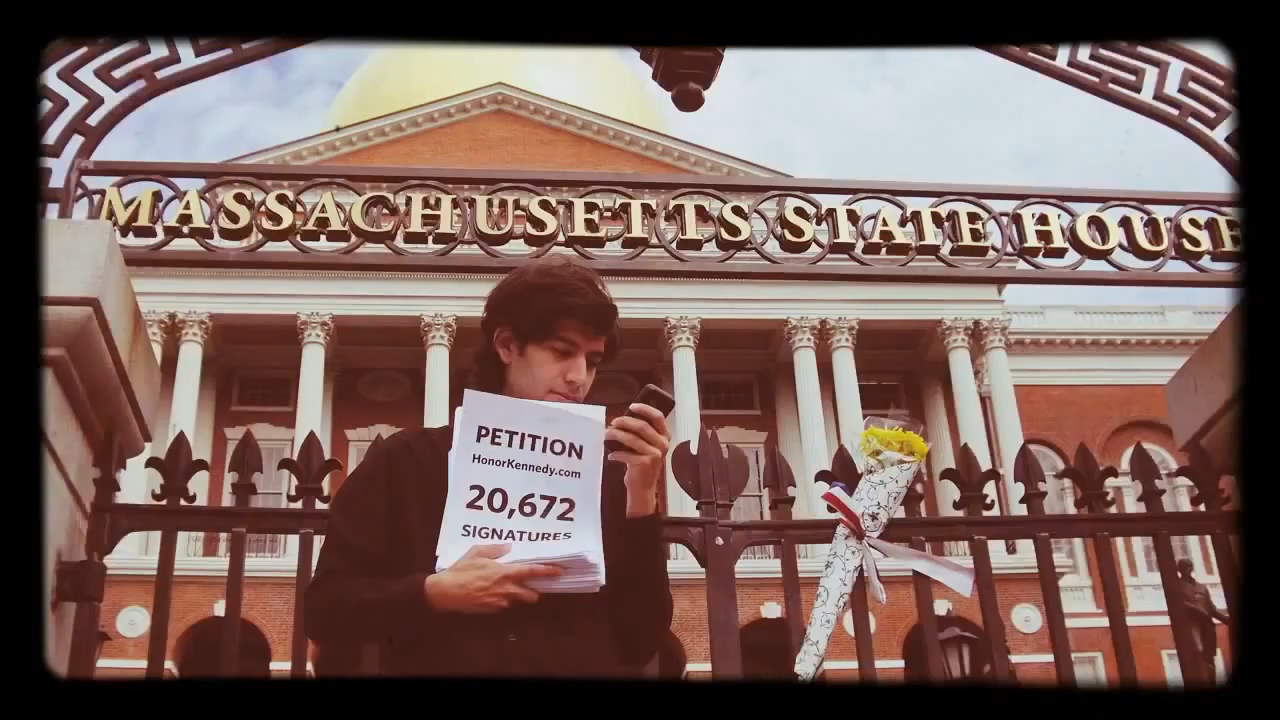 MASSACHUSETTS STATE HOUSE
PETITION
HonorKennedy.com
20,672
SIGNATURES